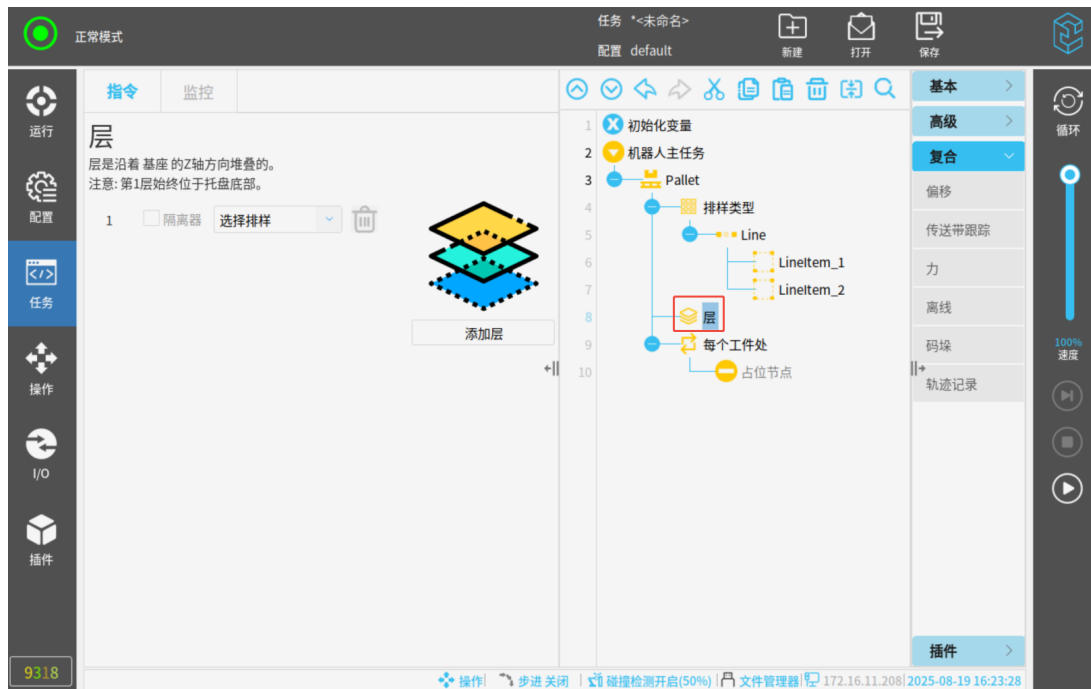 正常模式
任务 *<未命名>
配置 default
新建
打开
保存
运行
配置
任务
操作
I/O
插件
9318
指令
监控
层
层是沿着 基座 的Z轴方向堆叠的。
注意: 第1层始终位于托盘底部。
1 隔离器 选择排样
添加层
1 初始化变量
2 机器人主任务
3 Pallet
4 排样类型
5 Line
6 LineItem_1
7 LineItem_2
8 层
9 每个工件处
10 占位节点
基本
高级
复合
偏移
传送带跟踪
力
离线
码垛
轨迹记录
插件
循环
100%
速度
操作 步进 关闭 碰撞检测开启(50%) 文件管理器 172.16.11.208 2025-08-19 16:23:28